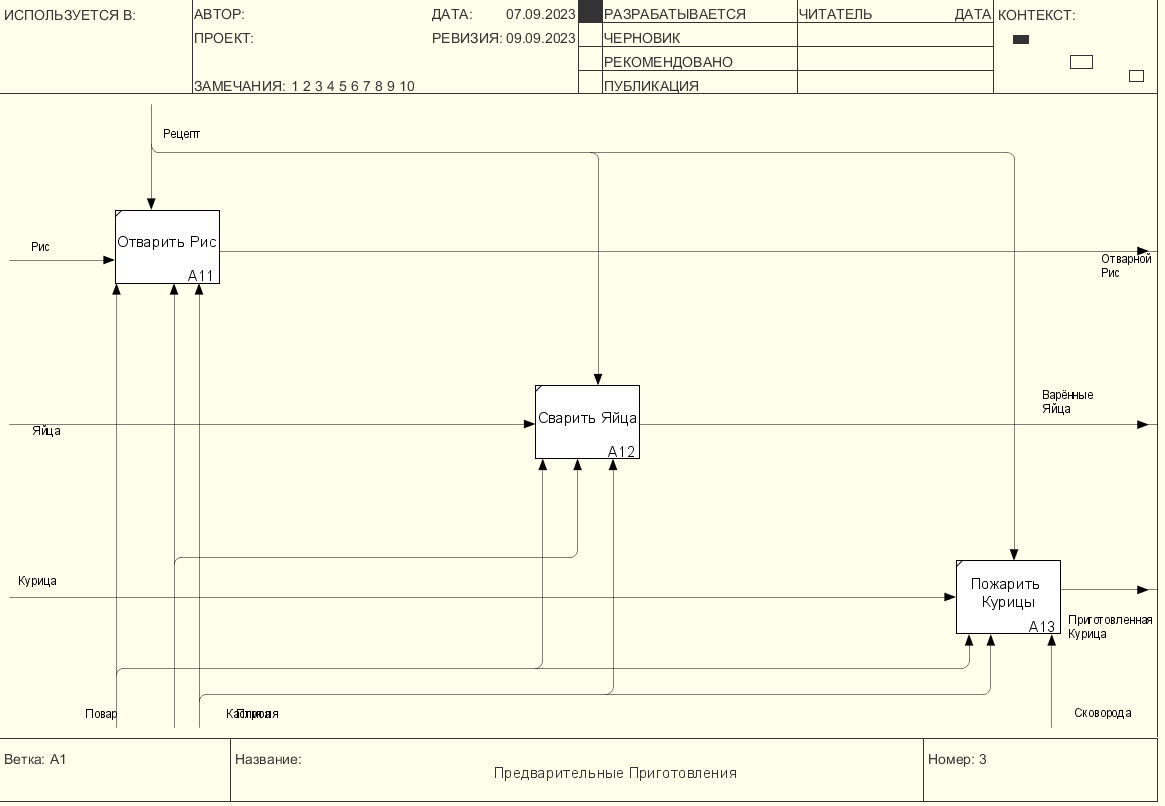 ИСПОЛЬЗУЕТСЯ В:
АВТОР:
ДАТА: 07.09.2023
РАЗРАБАТЫВАЕТСЯ
ЧИТАТЕЛЬ
ДАТА
КОНТЕКСТ:
ПРОЕКТ:
РЕВИЗИЯ: 09.09.2023
ЧЕРНОВИК
РЕКОМЕНДОВАНО
ЗАМЕЧАНИЯ: 1 2 3 4 5 6 7 8 9 10
ПУБЛИКАЦИЯ
Рецепт
Отварить Рис
A11
Рис
Отварной
Рис
Варённые
Яйца
Сварить Яйца
A12
Яйца
Курица
Пожарить
Курицы
A13
Приготовленная
Курица
Повар
Сковорода
Ветка: A1
Название:
Предварительные Приготовления
Номер: 3